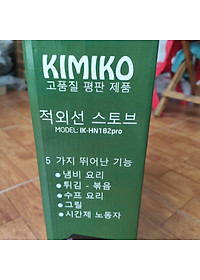 KIMIKO
고품질 평판 제품
적외선 스토브
MODEL: IK-HN182pro
5 가지 뛰어난 기능
• 냄비 요리
• 튀김 - 볶음
• 수프 요리
• 그릴
• 시간제 노동자